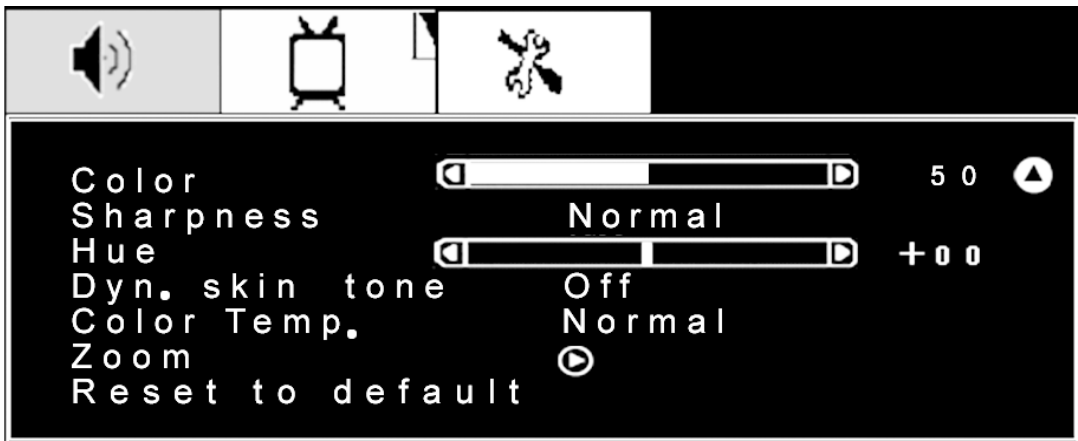 Color 50
Sharpness Normal
Hue +00
Dyn. skin tone Off
Color Temp. Normal
Zoom
Reset to default